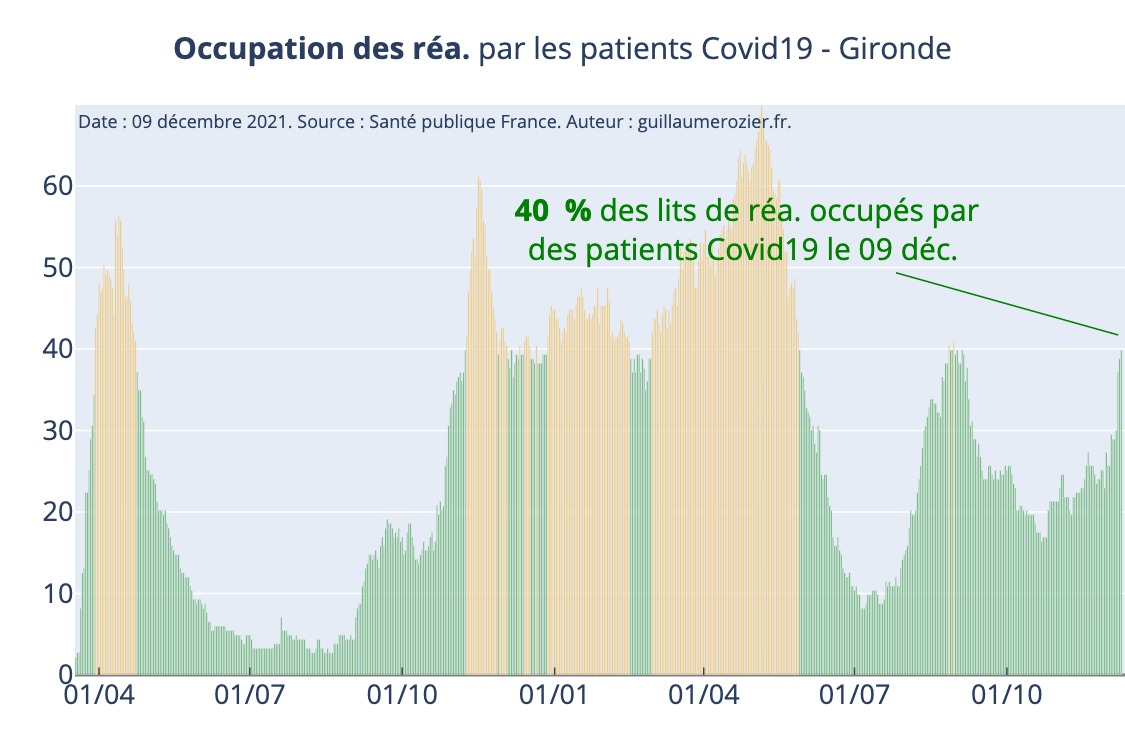 Occupation des réa. par les patients Covid19 - Gironde
Date : 09 décembre 2021. Source : Santé publique France. Auteur : guillaumerozier.fr.
40 % des lits de réa. occupés par
des patients Covid19 le 09 déc.
60
50
40
30
20
10
0
01/04 01/07 01/10 01/01 01/04 01/07 01/10